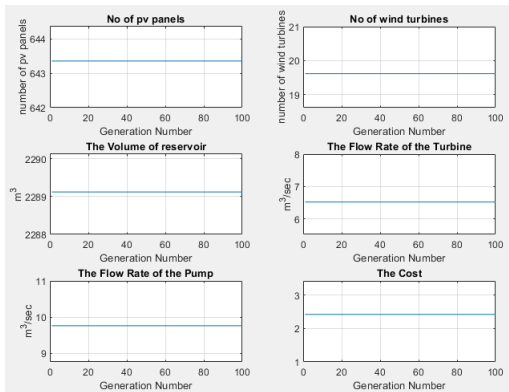 No of pv panels
number of pv panels
644
643
642
0 20 40 60 80 100
Generation Number
No of wind turbines
number of wind turbines
21
20
19
0 20 40 60 80 100
Generation Number
The Volume of reservoir
m³
2290
2289
2288
0 20 40 60 80 100
Generation Number
The Flow Rate of the Turbine
m³/sec
8
7
6
0 20 40 60 80 100
Generation Number
The Flow Rate of the Pump
m³/sec
11
10
9
0 20 40 60 80 100
Generation Number
The Cost
3
2
1
0 20 40 60 80 100
Generation Number